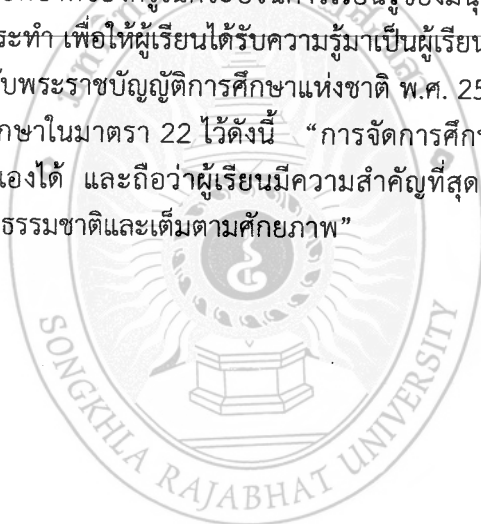 ระทำ เพื่อให้ผู้เรียนได้รับความรู้มาเป็นผู้เรียน
ับพระราชบัญญัติการศึกษาแห่งชาติ พ.ศ. 25
ึกษาในมาตรา 22 ไว้ดังนี้ “การจัดการศึกษ
เองได้ และถือว่าผู้เรียนมีความสำคัญที่สุด
ธรรมชาติและเต็มตามศักยภาพ”
SONGKHLA RAJABHAT UNIVERSITY